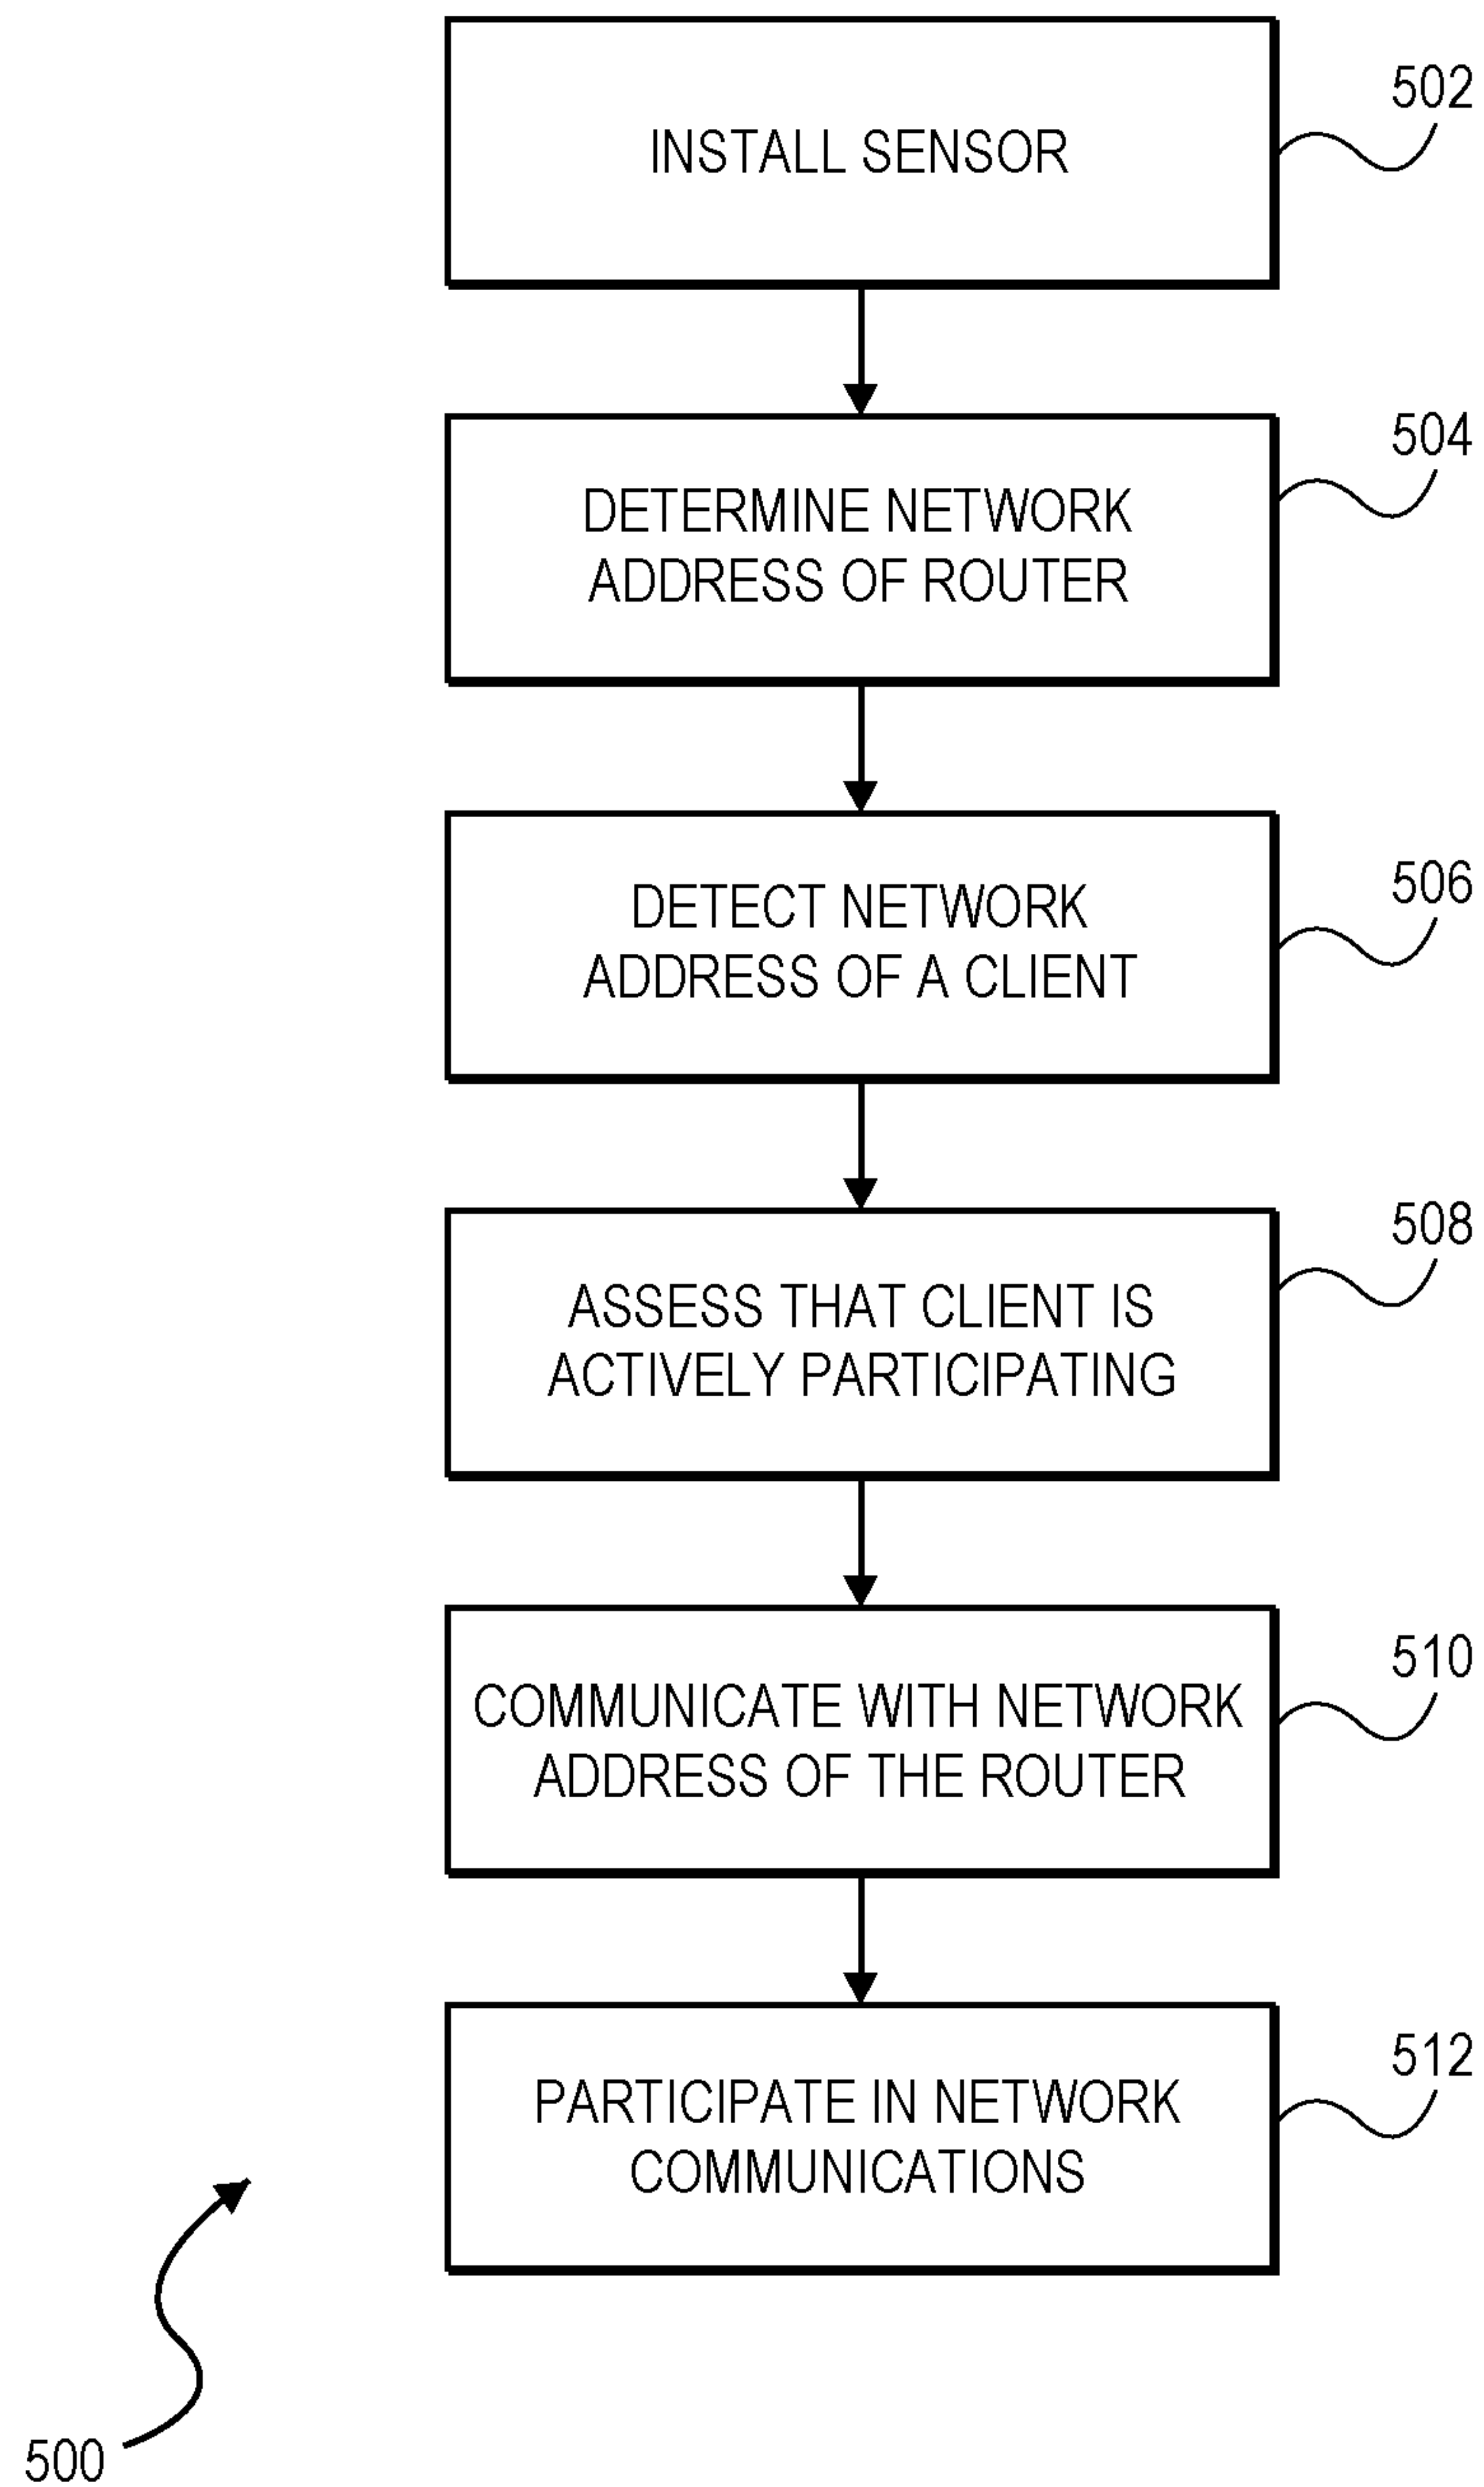 502
INSTALL SENSOR
504
DETERMINE NETWORK
ADDRESS OF ROUTER
506
DETECT NETWORK
ADDRESS OF A CLIENT
508
ASSESS THAT CLIENT IS
ACTIVELY PARTICIPATING
510
COMMUNICATE WITH NETWORK
ADDRESS OF THE ROUTER
512
PARTICIPATE IN NETWORK
COMMUNICATIONS
500